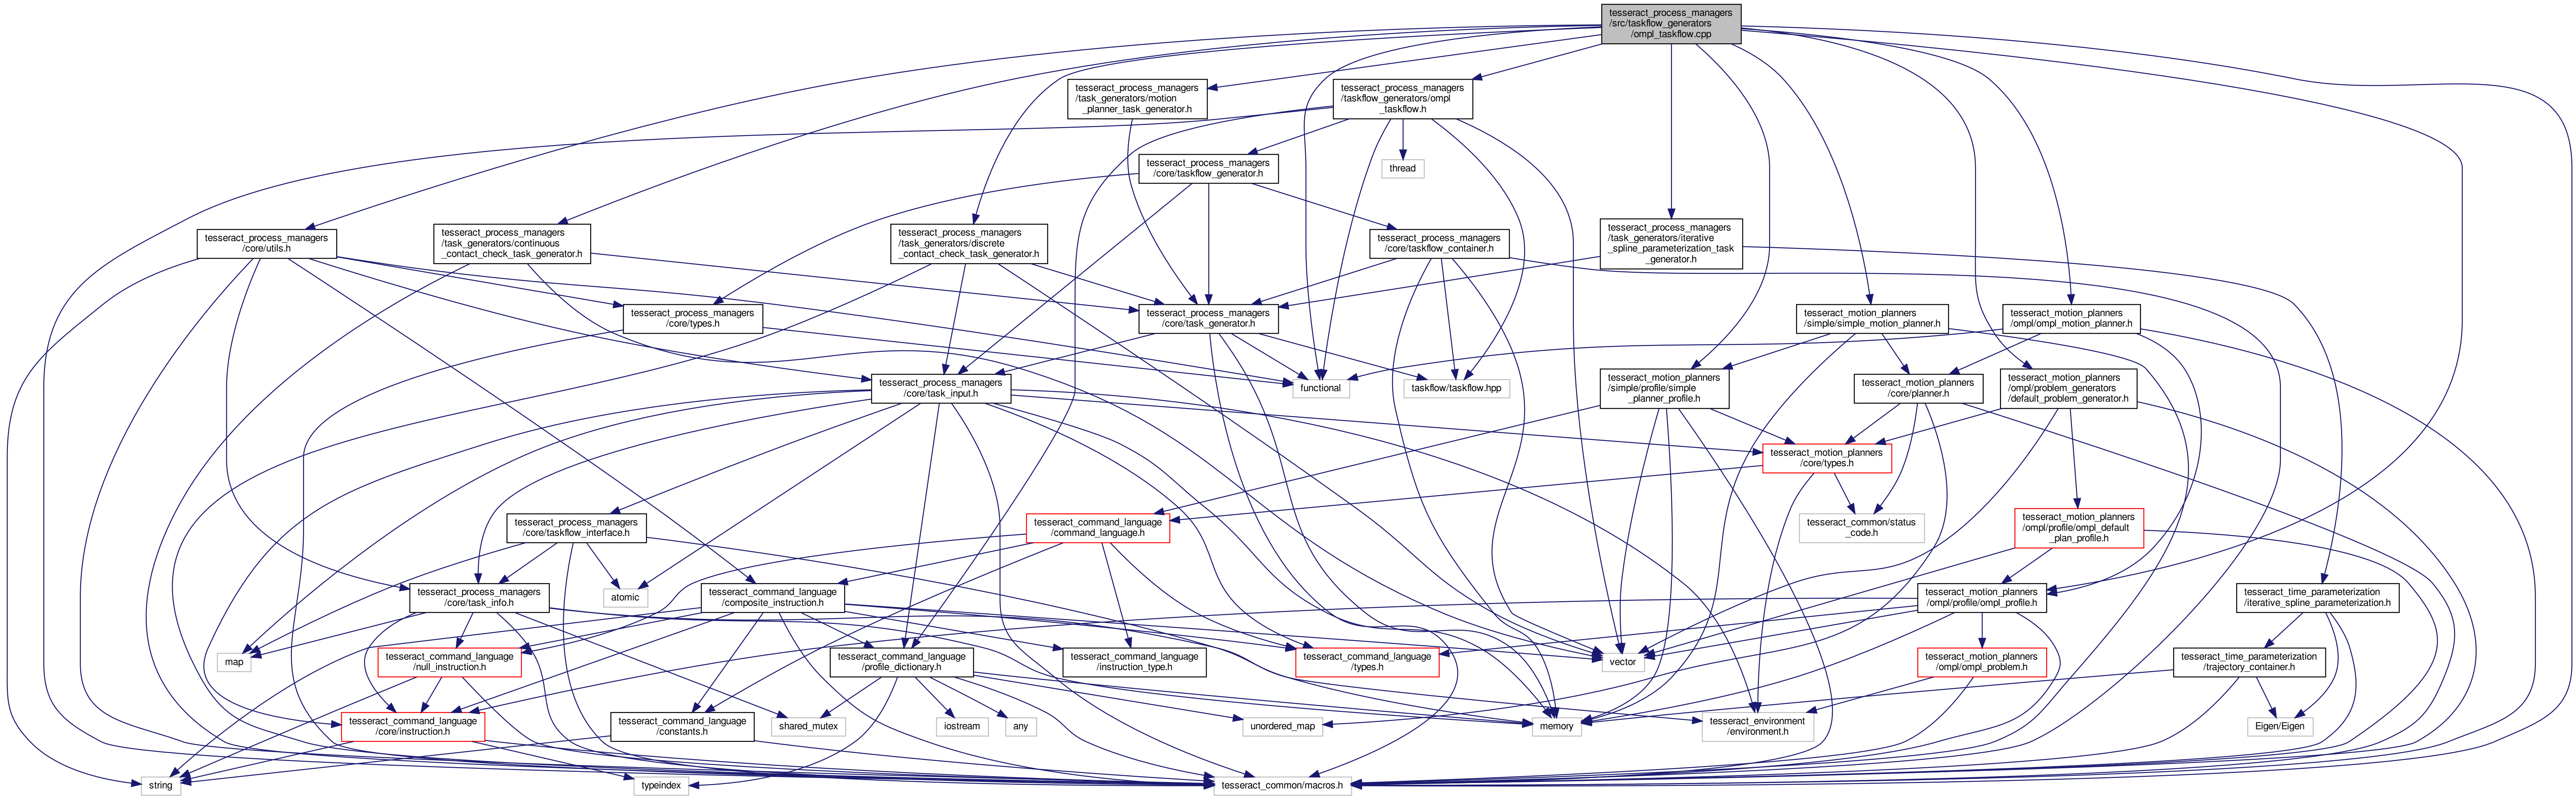 tesseract_process_managers
/src/taskflow_generators
/ompl_taskflow.cpp
tesseract_process_managers
/task_generators/motion
_planner_task_generator.h
tesseract_process_managers
/taskflow_generators/ompl
_taskflow.h
tesseract_process_managers
/core/taskflow_generator.h
thread
tesseract_process_managers
/core/utils.h
tesseract_process_managers
/task_generators/continuous
_contact_check_task_generator.h
tesseract_process_managers
/task_generators/discrete
_contact_check_task_generator.h
tesseract_process_managers
/core/taskflow_container.h
tesseract_process_managers
/task_generators/iterative
_spline_parameterization_task
_generator.h
tesseract_process_managers
/core/types.h
tesseract_process_managers
/core/task_generator.h
tesseract_motion_planners
/simple/simple_motion_planner.h
tesseract_motion_planners
/ompl/ompl_motion_planner.h
tesseract_process_managers
/core/task_input.h
functional
taskflow/taskflow.hpp
tesseract_motion_planners
/simple/profile/simple
_planner_profile.h
tesseract_motion_planners
/core/planner.h
tesseract_motion_planners
/ompl/problem_generators
/default_problem_generator.h
tesseract_motion_planners
/core/types.h
tesseract_process_managers
/core/taskflow_interface.h
tesseract_command_language
/command_language.h
tesseract_common/status
_code.h
tesseract_motion_planners
/ompl/profile/ompl_default
_plan_profile.h
tesseract_process_managers
/core/task_info.h
atomic
tesseract_command_language
/composite_instruction.h
tesseract_motion_planners
/ompl/profile/ompl_profile.h
tesseract_time_parameterization
/iterative_spline_parameterization.h
map
tesseract_command_language
/null_instruction.h
tesseract_command_language
/profile_dictionary.h
tesseract_command_language
/instruction_type.h
tesseract_command_language
/types.h
vector
tesseract_motion_planners
/ompl/ompl_problem.h
tesseract_time_parameterization
/trajectory_container.h
tesseract_command_language
/core/instruction.h
tesseract_command_language
/constants.h
shared_mutex
iostream
any
unordered_map
memory
tesseract_environment
/environment.h
Eigen/Eigen
string
typeindex
tesseract_common/macros.h